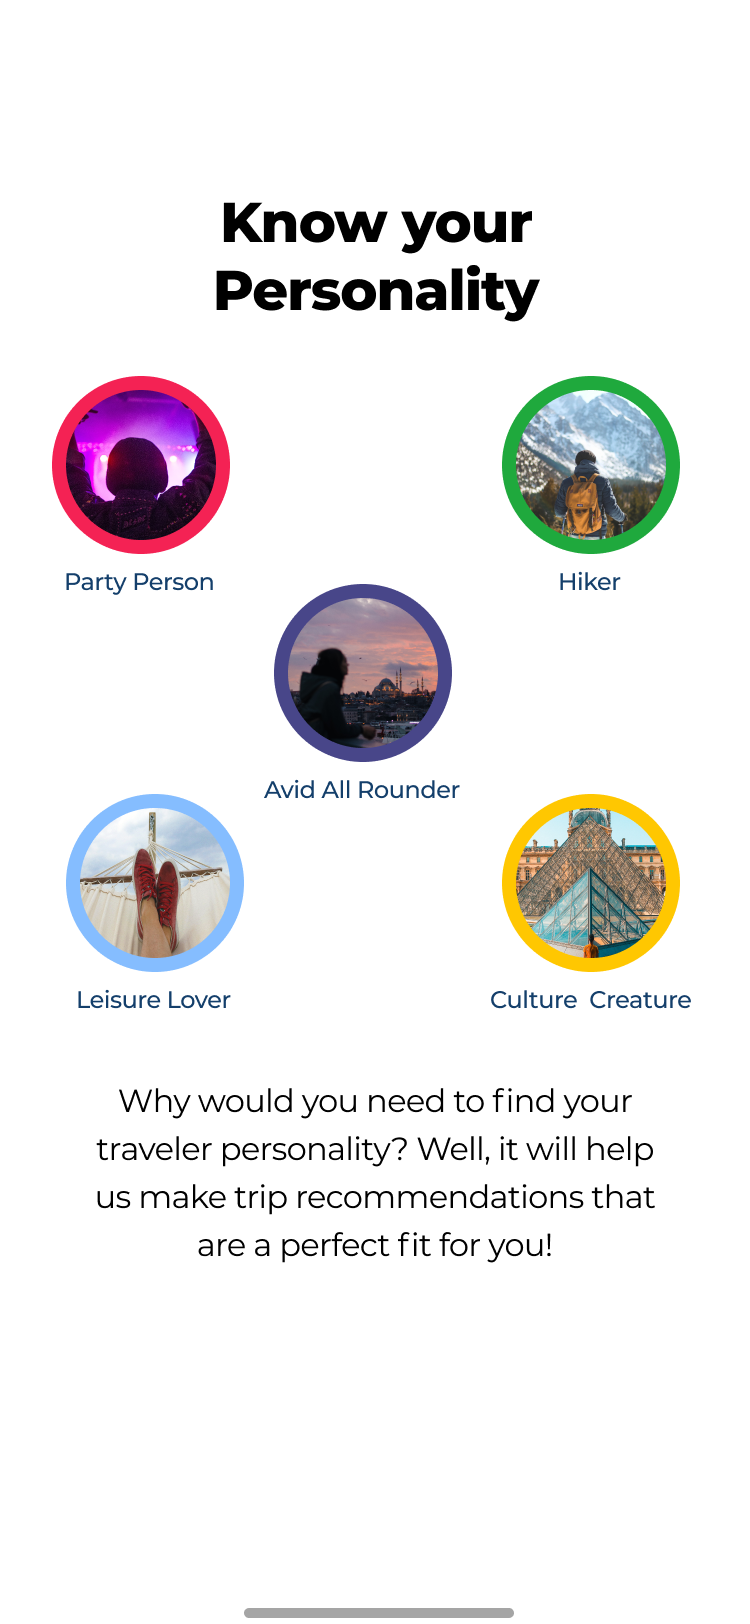 Know your
Personality
Party Person
Hiker
Avid All Rounder
Leisure Lover
Culture  Creature
Why would you need to find your
traveler personality? Well, it will help
us make trip recommendations that
are a perfect fit for you!